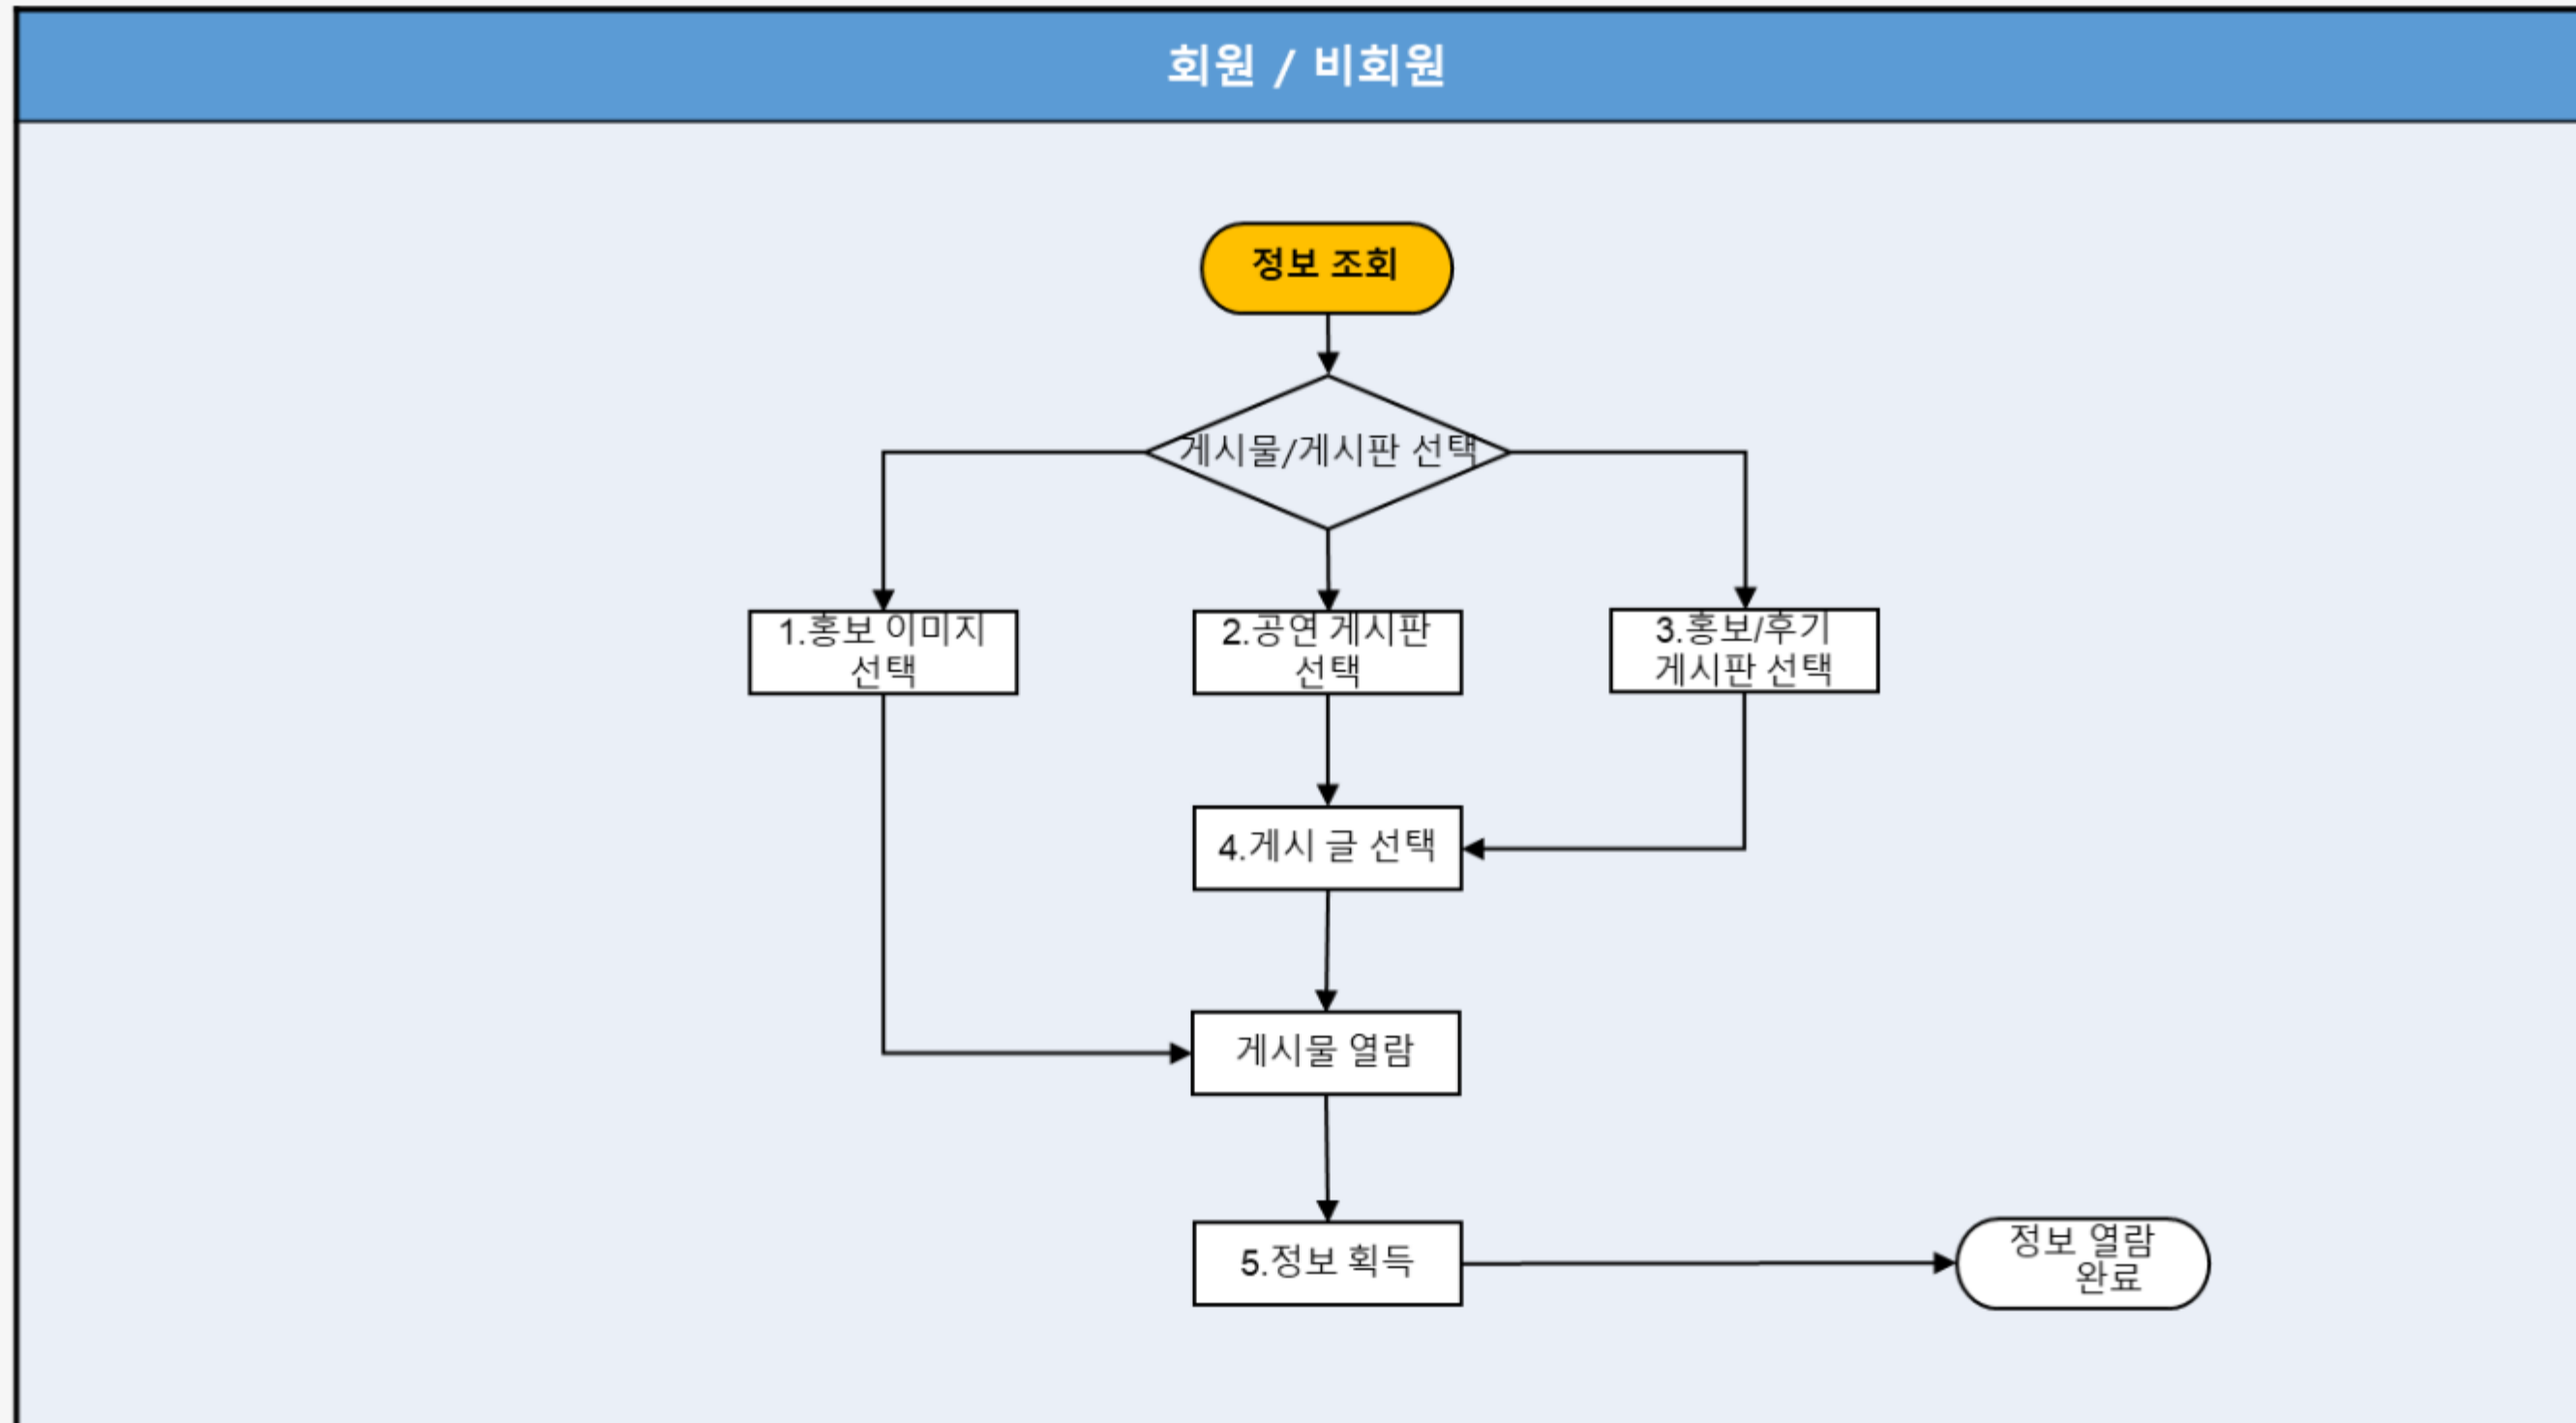 회원 / 비회원
정보 조회
게시물/게시판 선택
1.홍보 이미지
선택
2.공연 게시판
선택
3.홍보/후기
게시판 선택
4.게시 글 선택
게시물 열람
5.정보 획득
정보 열람
완료